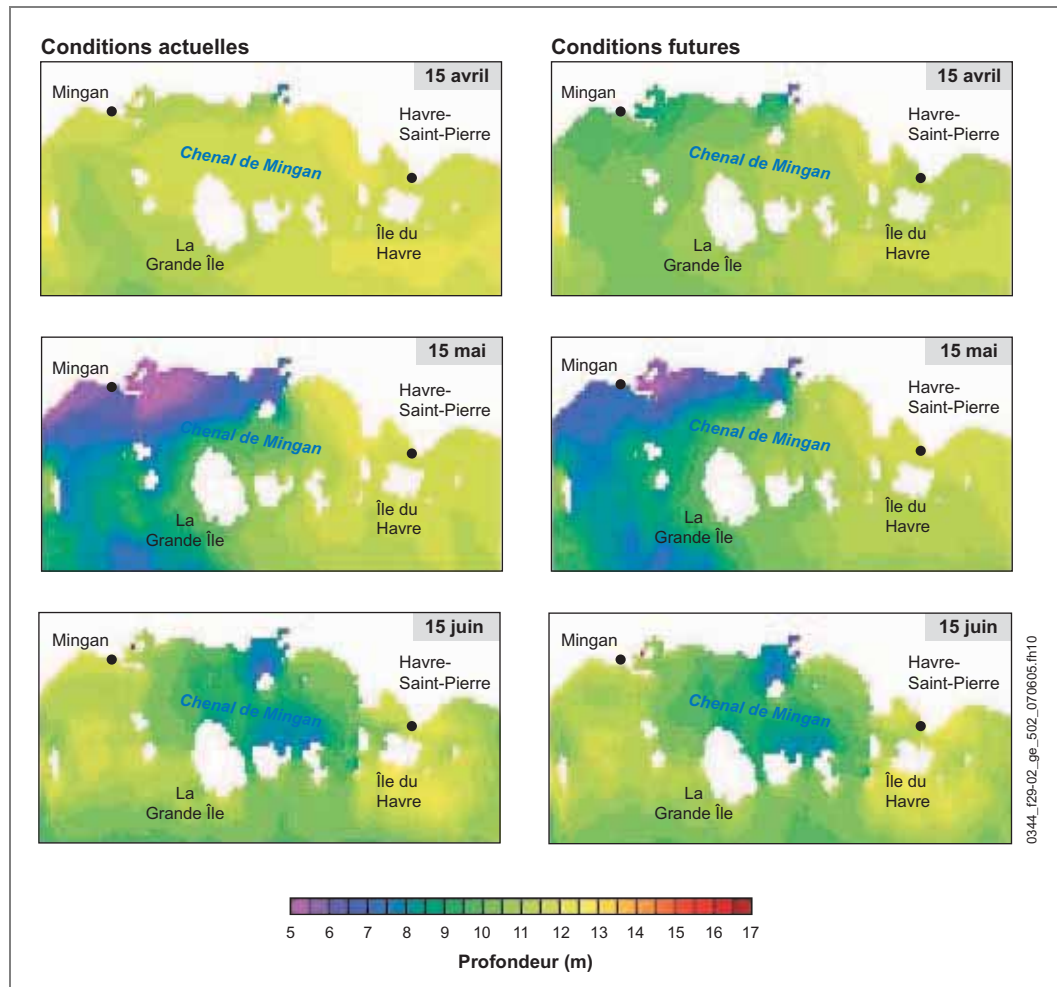 Conditions actuelles
Conditions futures
15 avril
Mingan
Havre-
Saint-Pierre
Chenal de Mingan
La
Grande Île
Île du
Havre
15 avril
Mingan
Havre-
Saint-Pierre
Chenal de Mingan
La
Grande Île
Île du
Havre
15 mai
Mingan
Havre-
Saint-Pierre
Chenal de Mingan
La
Grande Île
Île du
Havre
15 mai
Mingan
Havre-
Saint-Pierre
Chenal de Mingan
La
Grande Île
Île du
Havre
15 juin
Mingan
Havre-
Saint-Pierre
Chenal de Mingan
La
Grande Île
Île du
Havre
15 juin
Mingan
Havre-
Saint-Pierre
Chenal de Mingan
La
Grande Île
Île du
Havre
0344_f29-02_ge_502_070605.fh10
5 6 7 8 9 10 11 12 13 14 15 16 17
Profondeur (m)